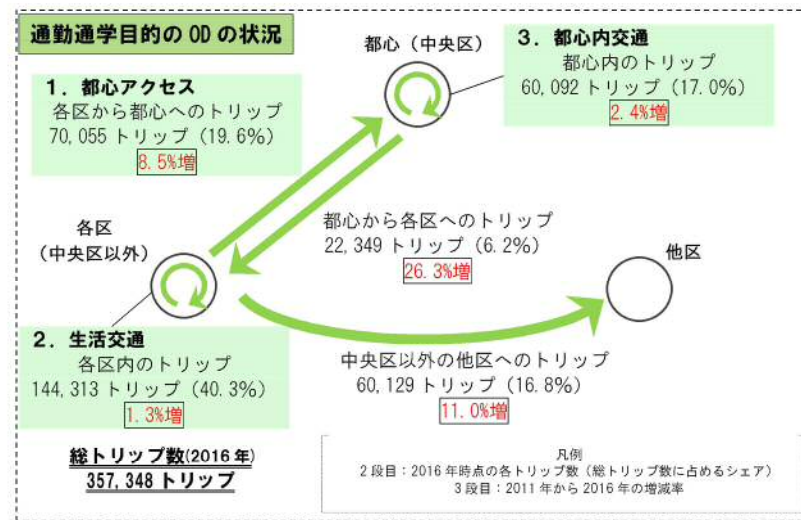 通勤通学目的の OD の状況
都心（中央区）
3．都心内交通
都心内のトリップ
60,092 トリップ（17.0%）
2.4%増
1．都心アクセス
各区から都心へのトリップ
70,055 トリップ（19.6%）
8.5%増
各区
（中央区以外）
都心から各区へのトリップ
22,349 トリップ（6.2%）
26.3%増
他区
2．生活交通
各区内のトリップ
144,313 トリップ（40.3%）
1.3%増
中央区以外の他区へのトリップ
60,129 トリップ（16.8%）
11.0%増
総トリップ数(2016 年)
357,348 トリップ
凡例
2 段目：2016 年時点の各トリップ数（総トリップ数に占めるシェア）
3 段目：2011 年から 2016 年の増減率